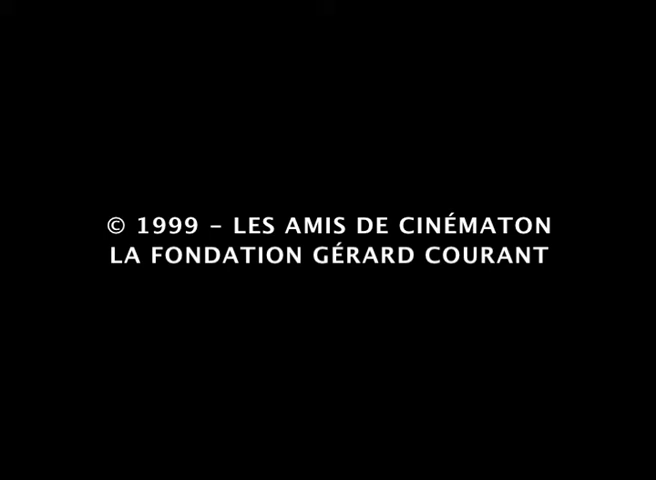 © 1999 – LES AMIS DE CINÉMATON
LA FONDATION GÉRARD COURANT